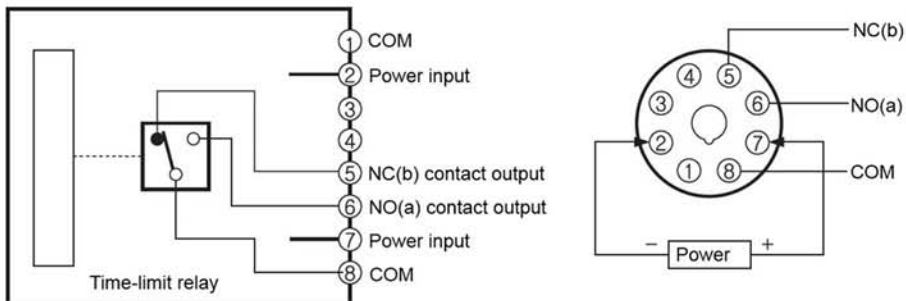 ① COM
② Power input
③
④
⑤ NC(b) contact output
⑥ NO(a) contact output
⑦ Power input
⑧ COM
Time-limit relay
NC(b)
④ ⑤
③ ⑥ NO(a)
② ⑦
① ⑧ COM
− Power +